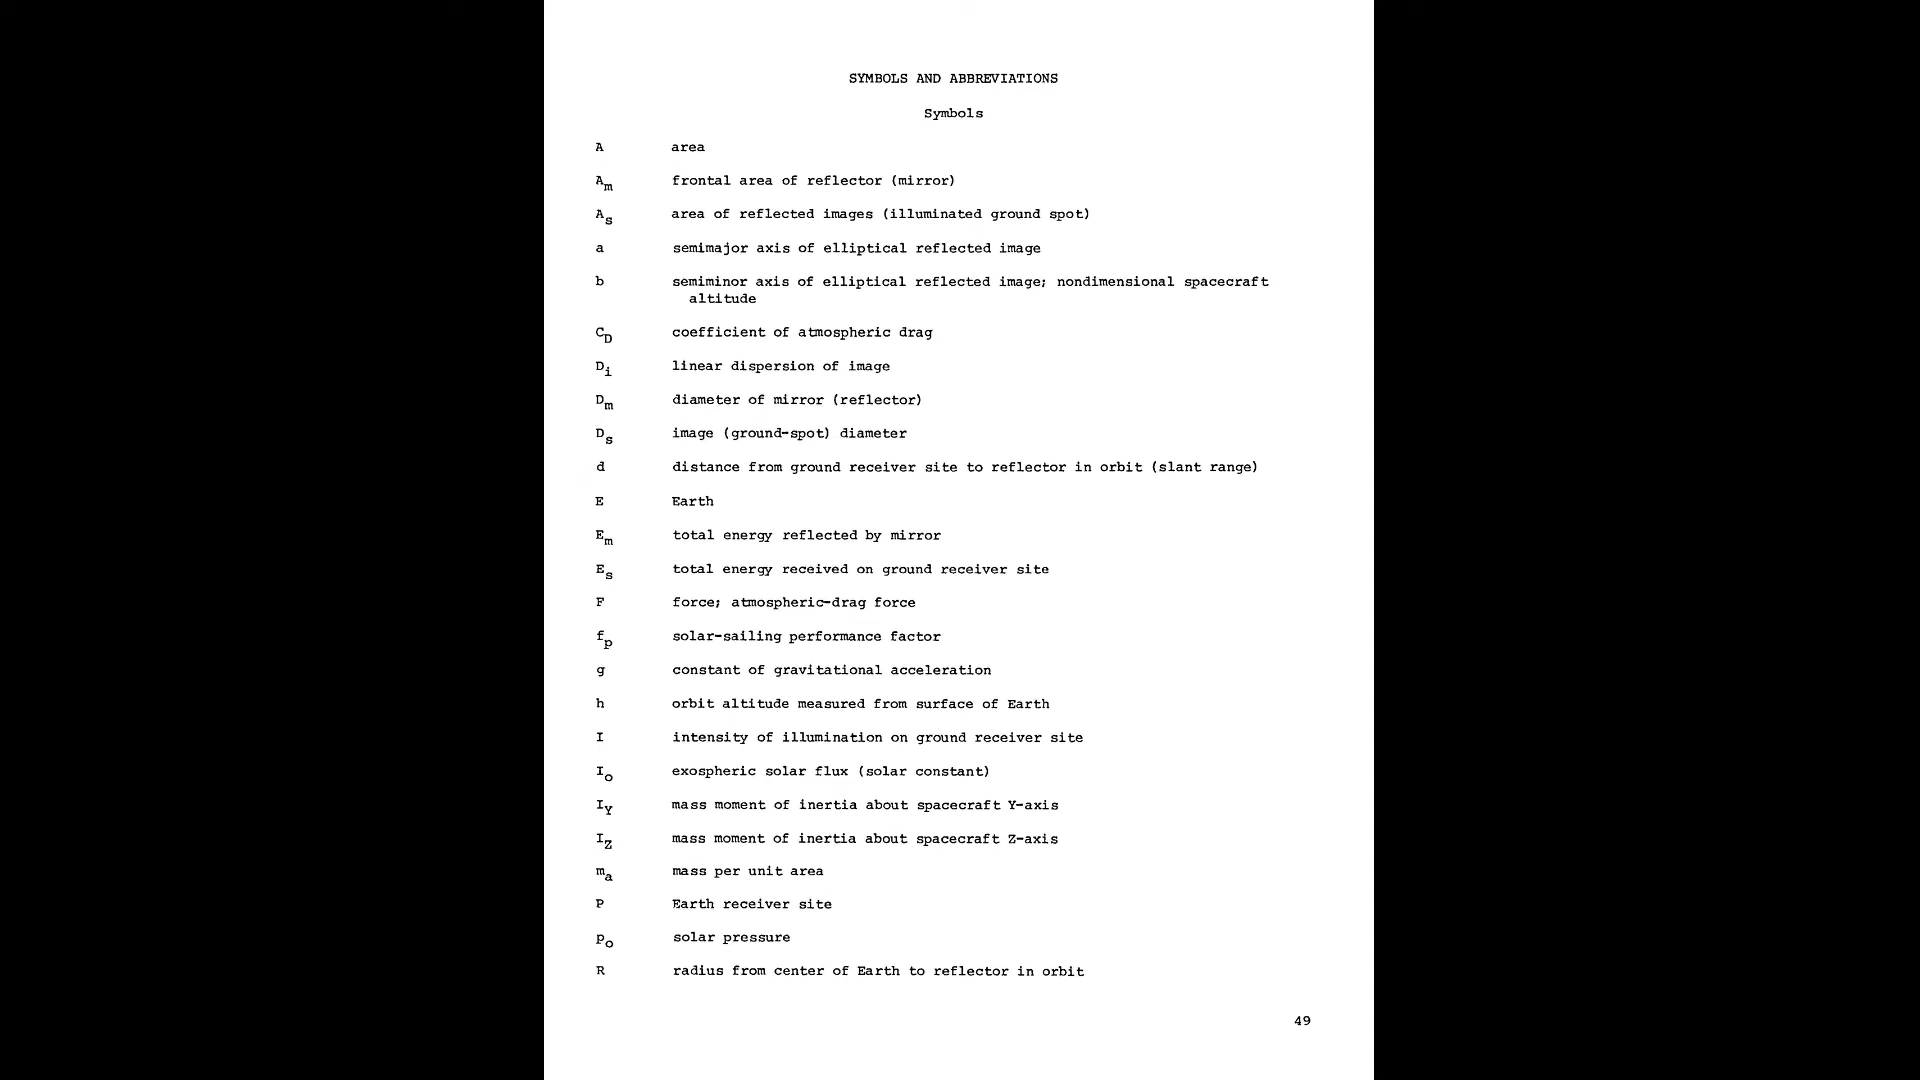 SYMBOLS AND ABBREVIATIONS
Symbols
A area
Am frontal area of reflector (mirror)
As area of reflected images (illuminated ground spot)
a semimajor axis of elliptical reflected image
b semiminor axis of elliptical reflected image; nondimensional spacecraft
altitude
CD coefficient of atmospheric drag
Di linear dispersion of image
Dm diameter of mirror (reflector)
Ds image (ground-spot) diameter
d distance from ground receiver site to reflector in orbit (slant range)
E Earth
Em total energy reflected by mirror
Es total energy received on ground receiver site
F force; atmospheric-drag force
fp solar-sailing performance factor
g constant of gravitational acceleration
h orbit altitude measured from surface of Earth
I intensity of illumination on ground receiver site
Io exospheric solar flux (solar constant)
IY mass moment of inertia about spacecraft Y-axis
IZ mass moment of inertia about spacecraft Z-axis
ma mass per unit area
P Earth receiver site
po solar pressure
R radius from center of Earth to reflector in orbit
49